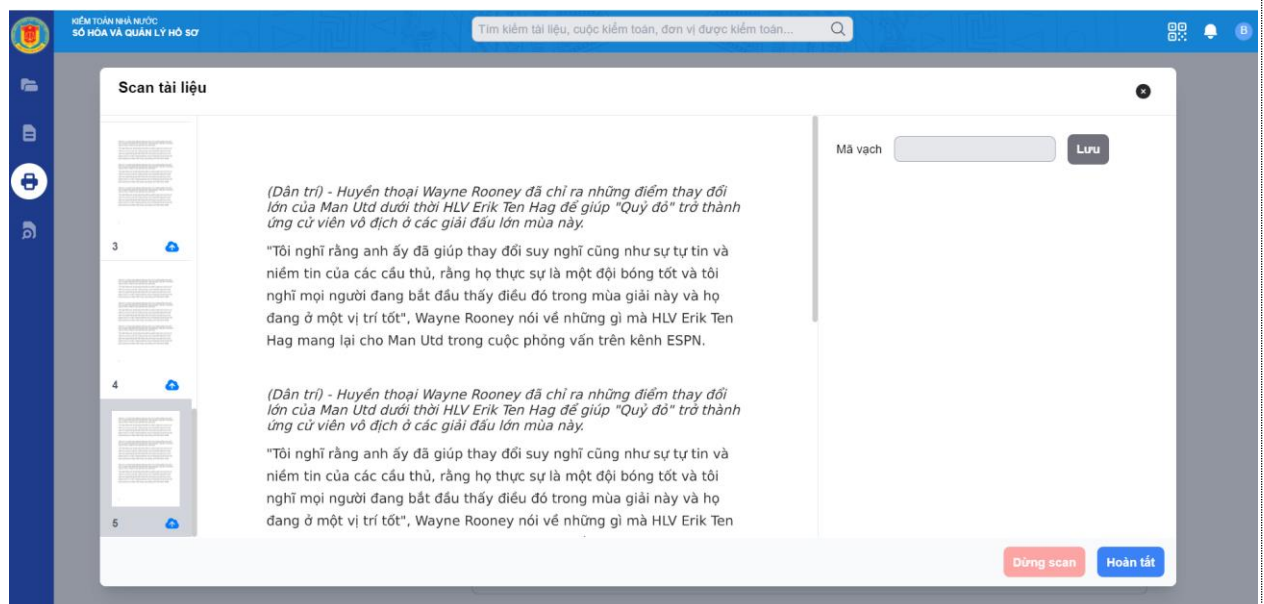 KIỂM TOÁN NHÀ NƯỚC
SỐ HÓA VÀ QUẢN LÝ HỒ SƠ
Tìm kiếm tài liệu, cuộc kiểm toán, đơn vị được kiểm toán...
B
Scan tài liệu
3
4
5
(Dân trí) - Huyền thoại Wayne Rooney đã chỉ ra những điểm thay đổi
lớn của Man Utd dưới thời HLV Erik Ten Hag để giúp "Quỷ đỏ" trở thành
ứng cử viên vô địch ở các giải đấu lớn mùa này.
"Tôi nghĩ rằng anh ấy đã giúp thay đổi suy nghĩ cũng như sự tự tin và
niềm tin của các cầu thủ, rằng họ thực sự là một đội bóng tốt và tôi
nghĩ mọi người đang bắt đầu thấy điều đó trong mùa giải này và họ
đang ở một vị trí tốt", Wayne Rooney nói về những gì mà HLV Erik Ten
Hag mang lại cho Man Utd trong cuộc phỏng vấn trên kênh ESPN.
(Dân trí) - Huyền thoại Wayne Rooney đã chỉ ra những điểm thay đổi
lớn của Man Utd dưới thời HLV Erik Ten Hag để giúp "Quỷ đỏ" trở thành
ứng cử viên vô địch ở các giải đấu lớn mùa này.
"Tôi nghĩ rằng anh ấy đã giúp thay đổi suy nghĩ cũng như sự tự tin và
niềm tin của các cầu thủ, rằng họ thực sự là một đội bóng tốt và tôi
nghĩ mọi người đang bắt đầu thấy điều đó trong mùa giải này và họ
đang ở một vị trí tốt", Wayne Rooney nói về những gì mà HLV Erik Ten
Mã vạch
Lưu
Dừng scan
Hoàn tất